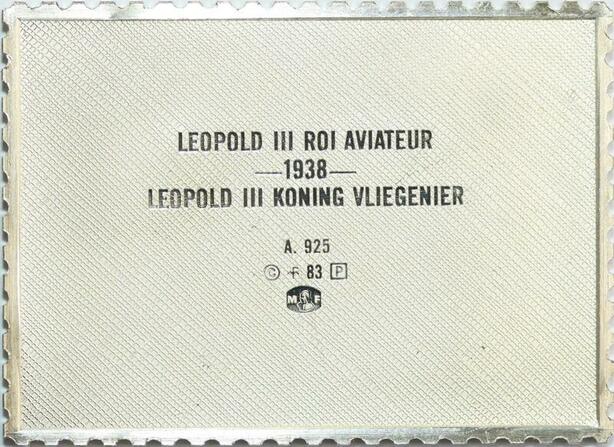 LEOPOLD III ROI AVIATEUR
—1938—
LEOPOLD III KONING VLIEGENIER
A. 925
© F 83 P
M F